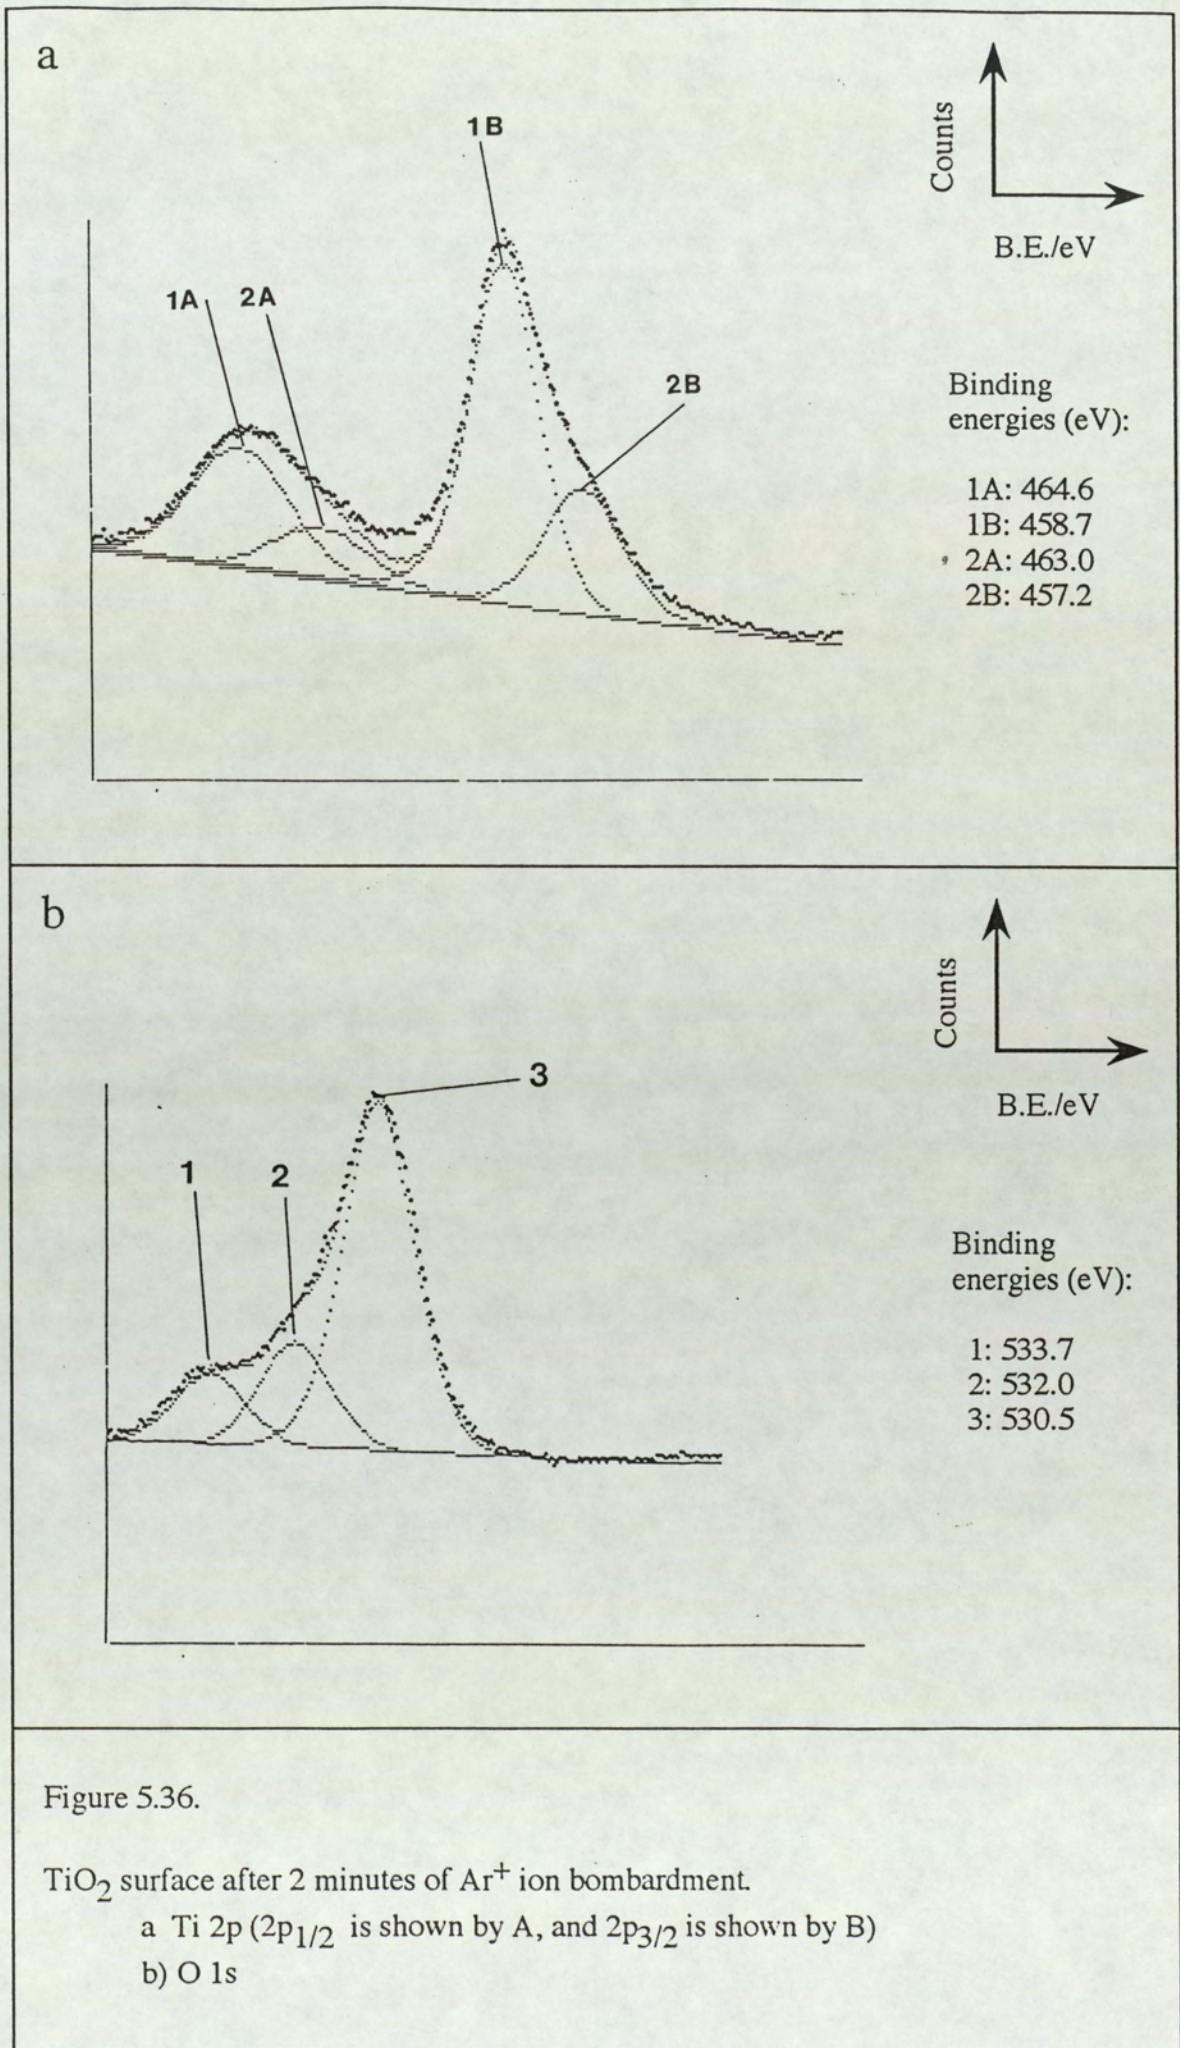 a
1B
Counts
B.E./eV
1A
2A
2B
Binding
energies (eV):
1A: 464.6
1B: 458.7
2A: 463.0
2B: 457.2
b
Counts
B.E./eV
3
1
2
Binding
energies (eV):
1: 533.7
2: 532.0
3: 530.5
Figure 5.36.
TiO2 surface after 2 minutes of Ar+ ion bombardment.
a Ti 2p (2p1/2 is shown by A, and 2p3/2 is shown by B)
b) O 1s